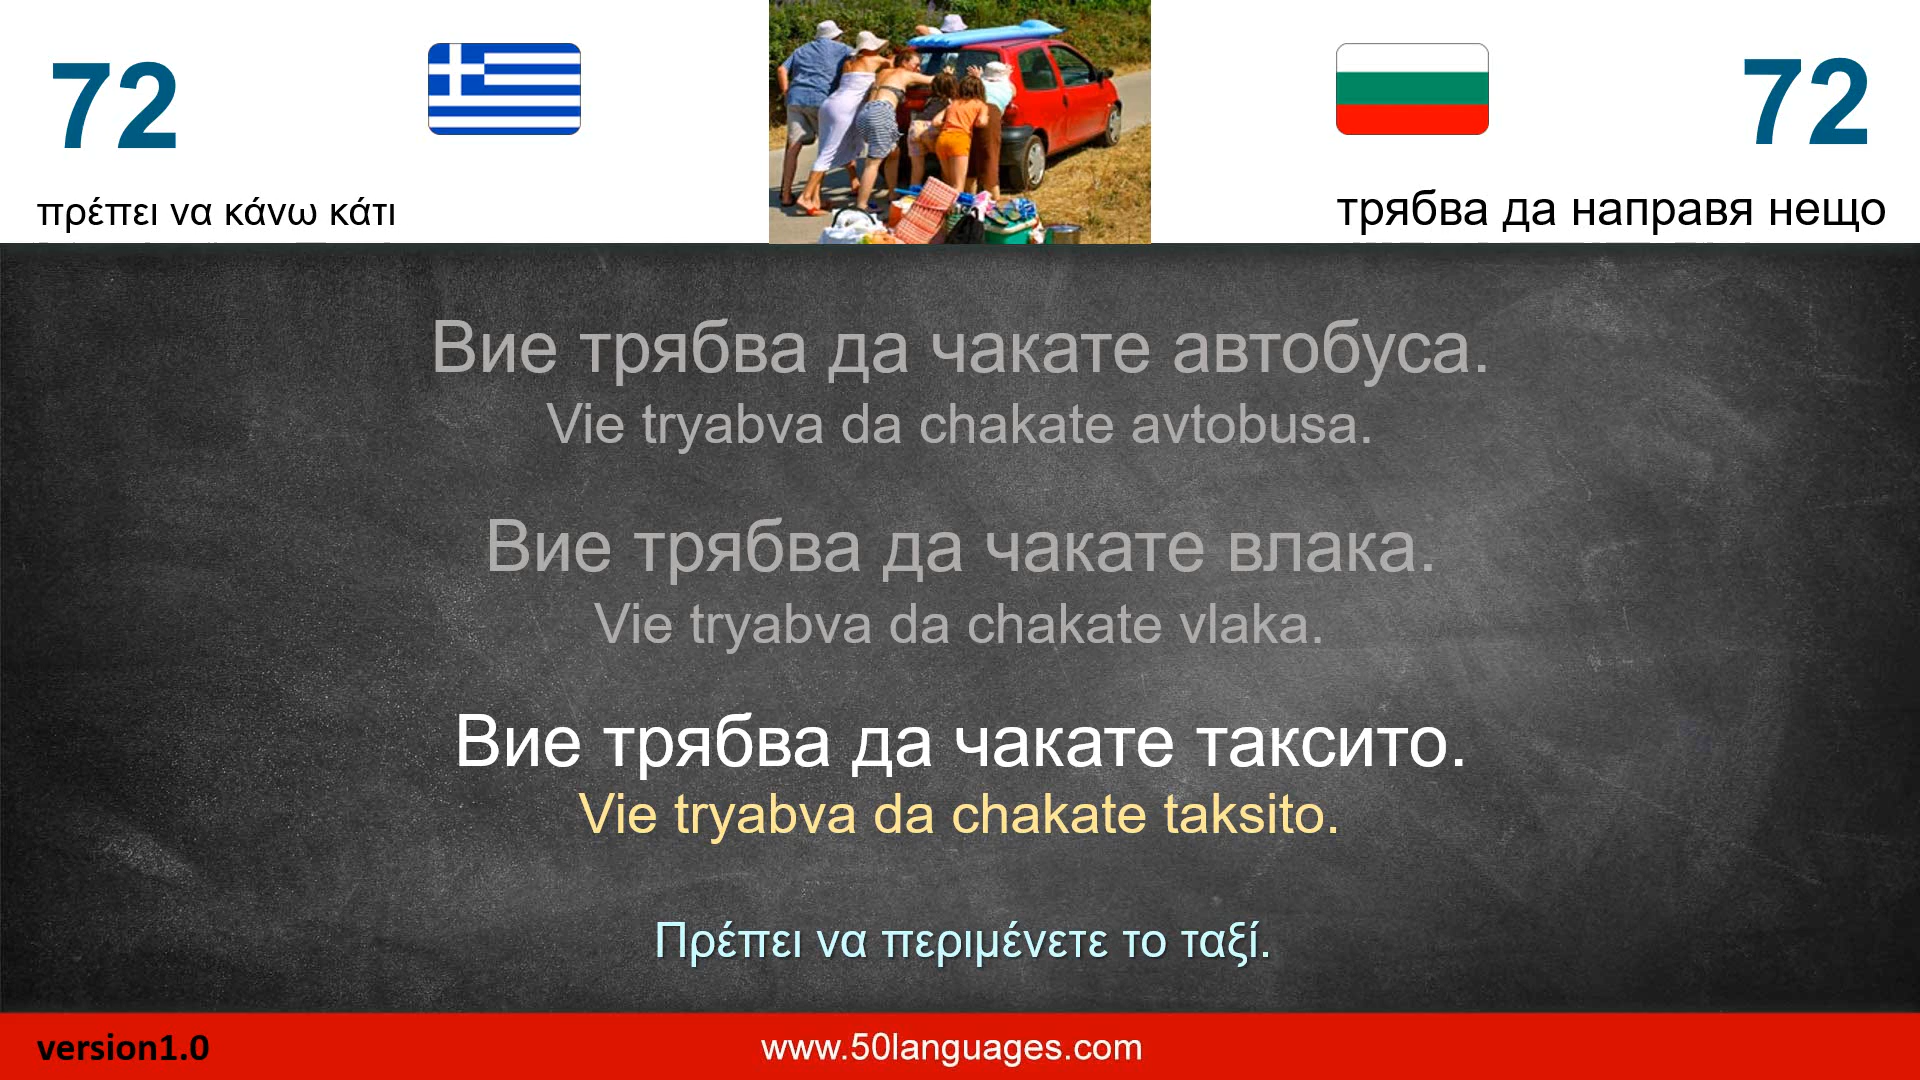 72
72
πρέπει να κάνω κάτι
трябва да направя нещо
Вие трябва да чакате автобуса.
Vie tryabva da chakate avtobusa.
Вие трябва да чакате влака.
Vie tryabva da chakate vlaka.
Вие трябва да чакате таксито.
Vie tryabva da chakate taksito.
Πρέπει να περιμένετε το ταξί.
version1.0
www.50languages.com